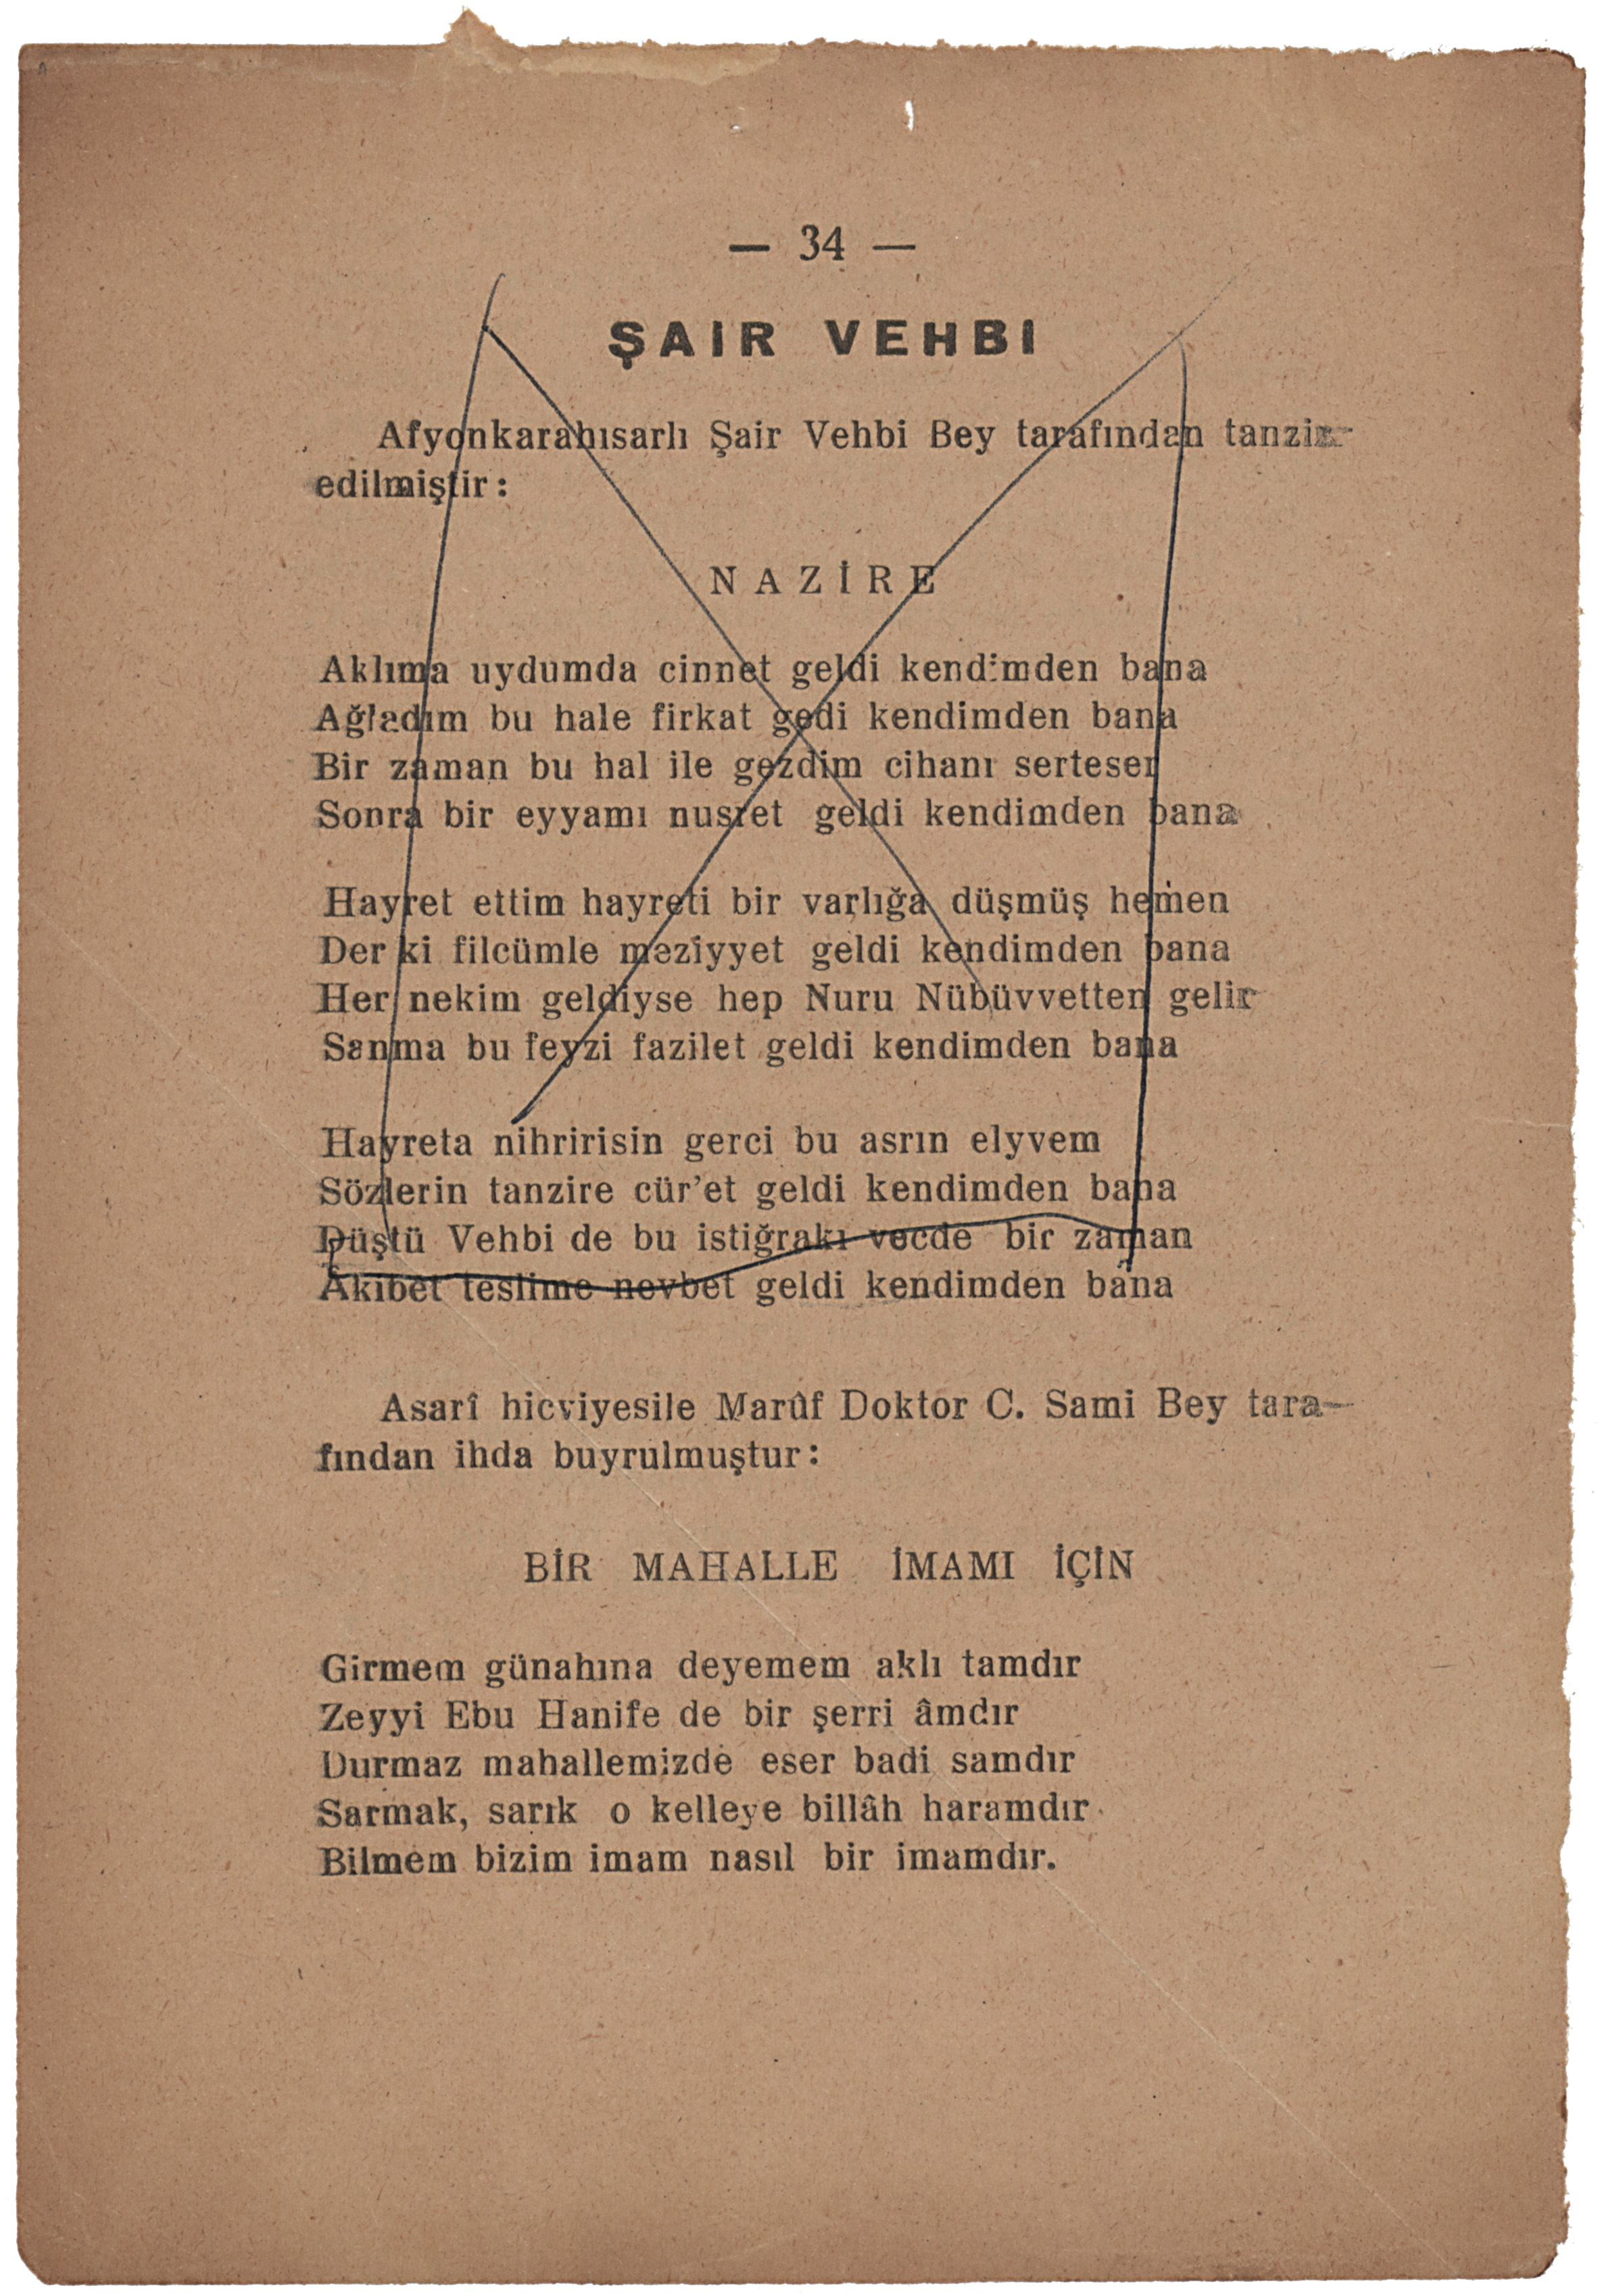 — 34 —
ŞAIR VEHBI
Afyonkarahısarlı Şair Vehbi Bey tarafından tanzir
edilmiştir:
NAZİRE
Aklıma uydumda cinnet geldi kendimden bana
Ağladım bu hale firkat gedi kendimden bana
Bir zaman bu hal ile gezdim cihanı serteser
Sonra bir eyyamı nusret geldi kendimden bana
Hayret ettim hayreti bir varlığa düşmüş hemen
Der ki filcümle meziyyet geldi kendimden bana
Her nekim geldiyse hep Nuru Nübüvvetten gelir
Sanma bu feyzi fazilet geldi kendimden bana
Hayreta nihririsin gerci bu asrın elyvem
Sözlerin tanzire cür'et geldi kendimden bana
Düştü Vehbi de bu istiğrakı vecde bir zaman
Akıbet teslime nevbet geldi kendimden bana
Asarî hicviyesile Marûf Doktor C. Sami Bey tara-
fından ihda buyrulmuştur:
BİR MAHALLE İMAMI İÇİN
Girmem günahına deyemem aklı tamdır
Zeyyi Ebu Hanife de bir şerri âmdır
Durmaz mahallemizde eser badi samdır
Sarmak, sarık o kelleye billâh haramdır
Bilmem bizim imam nasıl bir imamdır.